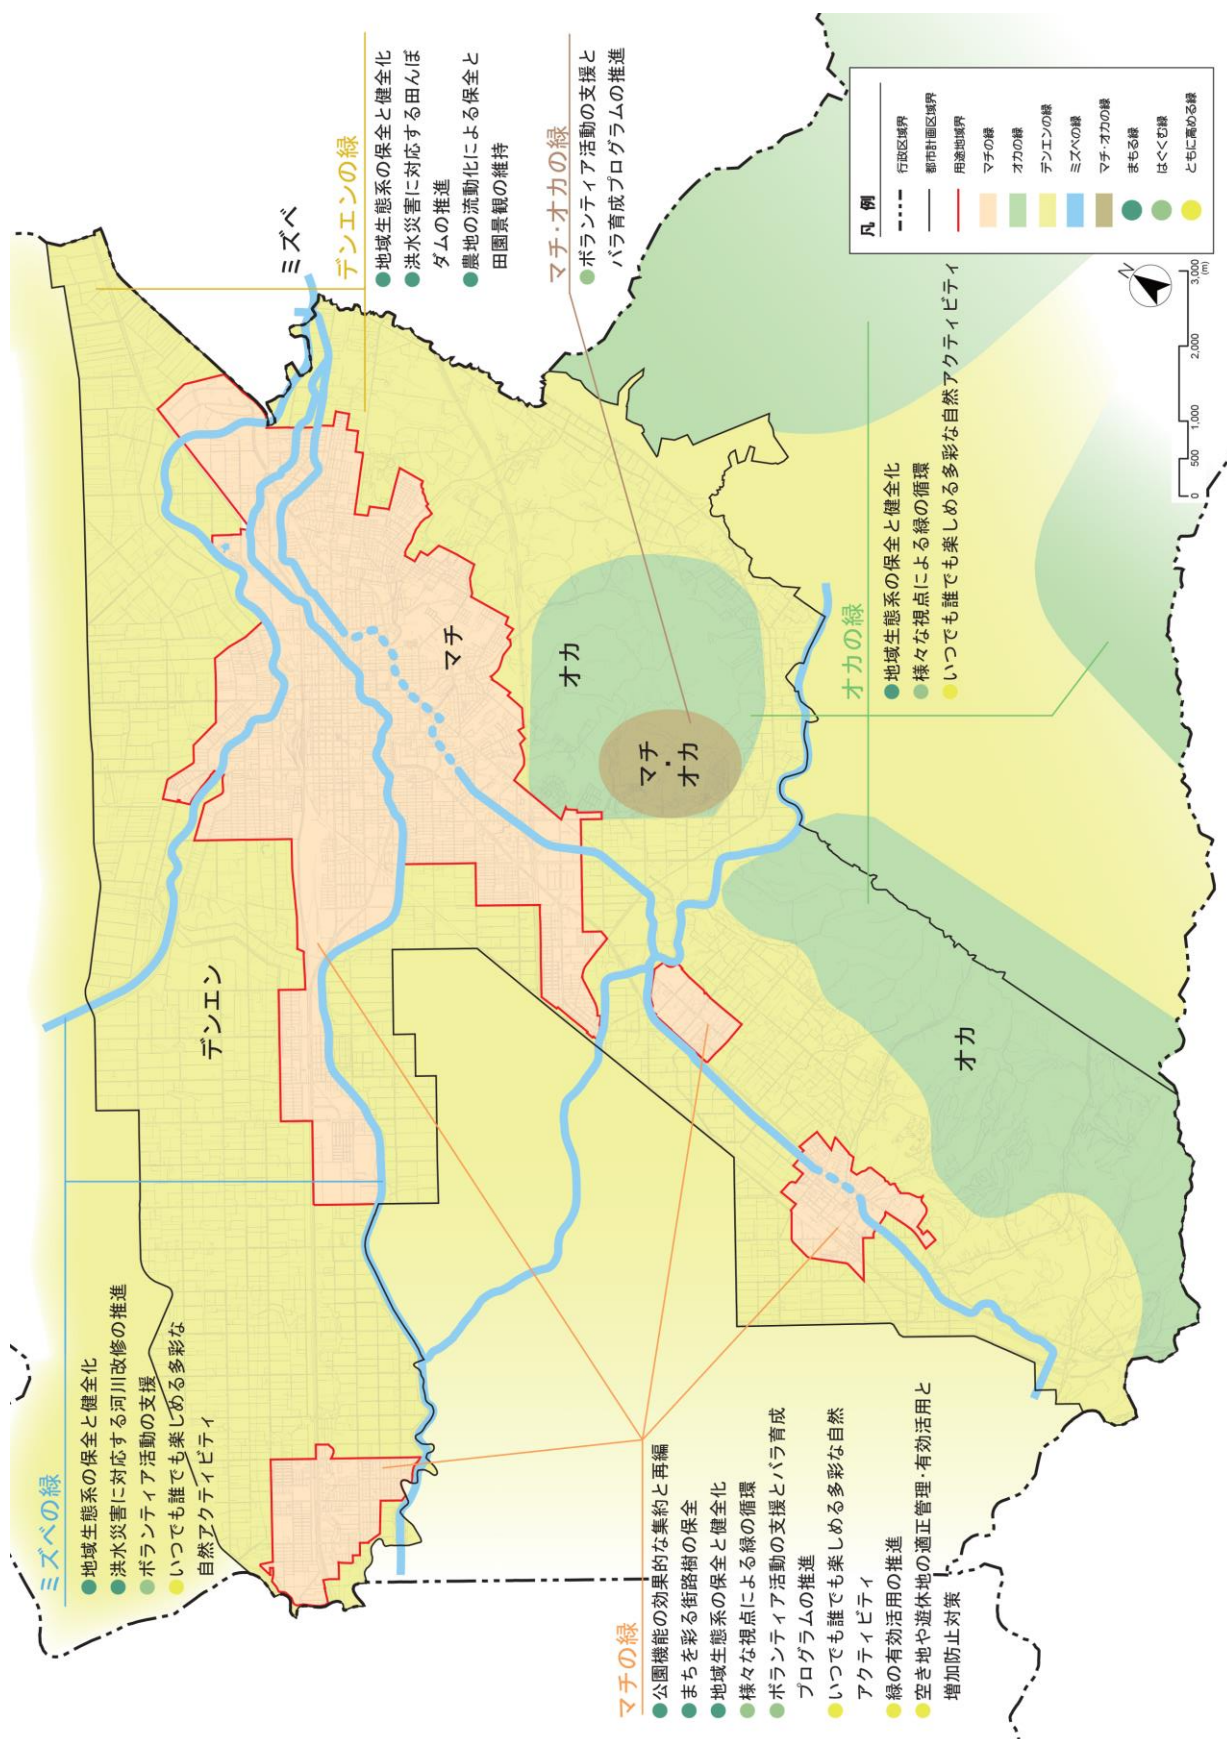 ミズベの緑
地域生態系の保全と健全化
洪水災害に対応する河川改修の推進
ボランティア活動の支援
いつでも誰でも楽しめる多彩な
自然アクティビティ
デンエンの緑
地域生態系の保全と健全化
洪水災害に対応する田んぼ
ダムの推進
農地の流動化による保全と
田園景観の維持
マチ・オカの緑
ボランティア活動の支援と
バラ育成プログラムの推進
オカの緑
地域生態系の保全と健全化
様々な視点による緑の循環
いつでも誰でも楽しめる多彩な自然アクティビティ
マチの緑
公園機能の効果的な集約と再編
まちを彩る街路樹の保全
地域生態系の保全と健全化
様々な視点による緑の循環
ボランティア活動の支援とバラ育成
プログラムの推進
いつでも誰でも楽しめる多彩な自然
アクティビティ
緑の有効活用の推進
空き地や遊休地の適正管理・有効活用と
増加防止対策
ミズベ
デンエン
マチ
オカ
マチ
・
オカ
オカ
凡例
行政区域界
都市計画区域界
用途地域界
マチの緑
オカの緑
デンエンの緑
ミズベの緑
マチ・オカの緑
まもる緑
はぐくむ緑
ともに高める緑
N
0 500 1,000 2,000 3,000
(m)